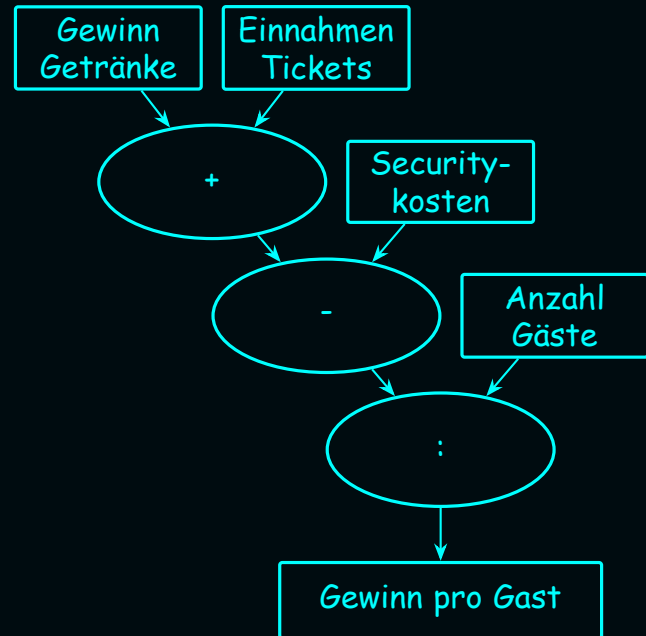 Gewinn
Getränke
Einnahmen
Tickets
+
Security-
kosten
-
Anzahl
Gäste
:
Gewinn pro Gast